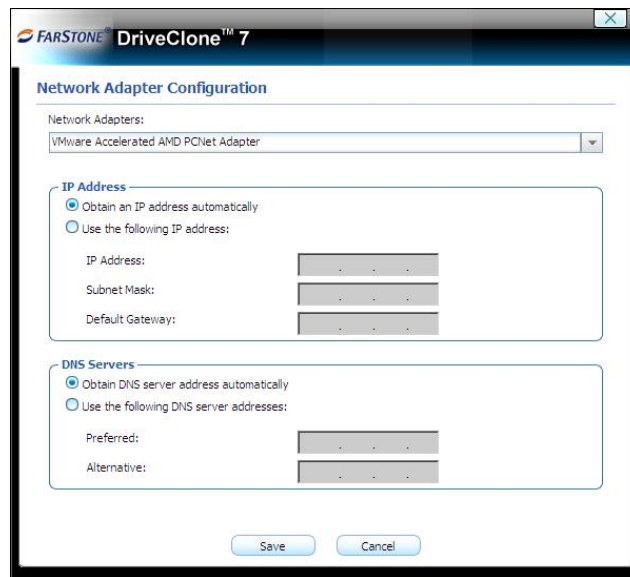 FARSTONE® DriveClone™ 7
Network Adapter Configuration
Network Adapters:
VMware Accelerated AMD PCNet Adapter
IP Address
Obtain an IP address automatically
Use the following IP address:
IP Address:
Subnet Mask:
Default Gateway:
DNS Servers
Obtain DNS server address automatically
Use the following DNS server addresses:
Preferred:
Alternative:
Save Cancel